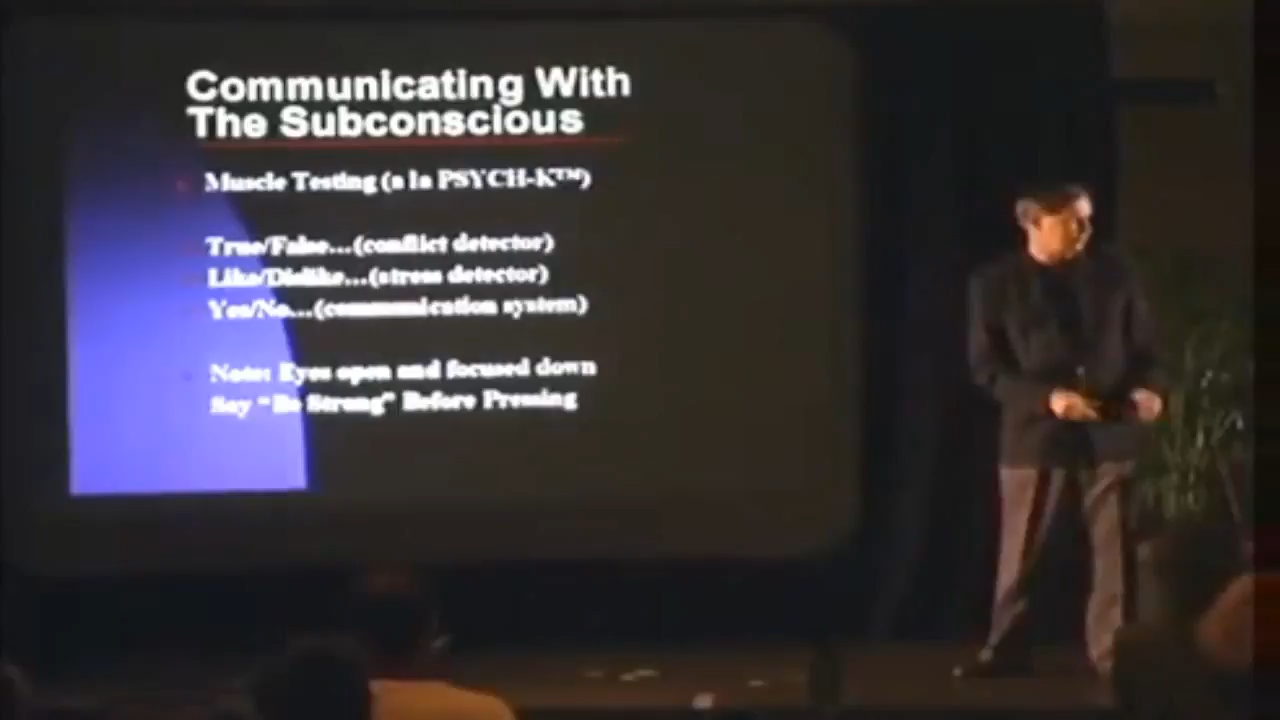 Communicating With
The Subconscious
Muscle Testing (a la PSYCH-K™)
True/False...(conflict detector)
Like/Dislike...(stress detector)
Yes/No...(communication system)
Note: Eyes open and focused down
Say "Be Strong" Before Pressing